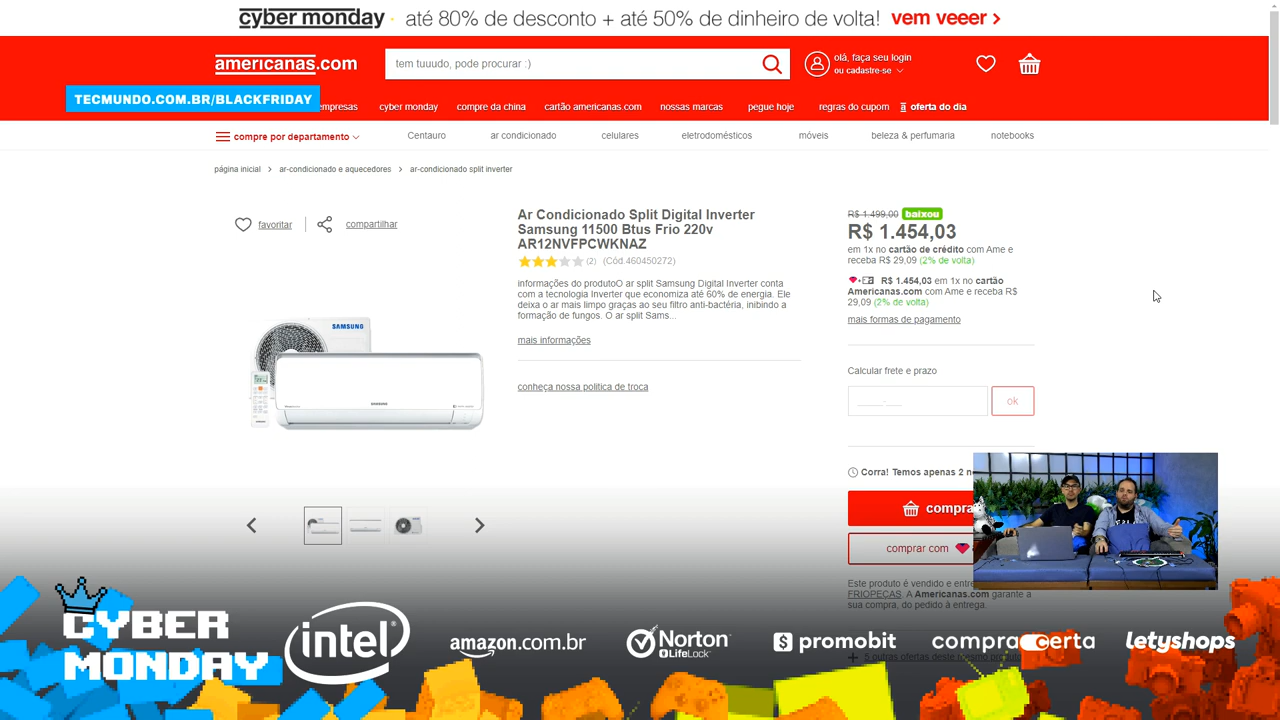 cyber monday até 80% de desconto + até 50% de dinheiro de volta! vem veeer >
americanas.com
tem tuuudo, pode procurar :)
olá, faça seu login
ou cadastre-se
TECMUNDO.COM.BR/BLACKFRIDAY
empresas cyber monday compre da china cartão americanas.com nossas marcas pegue hoje regras do cupom a oferta do dia
compre por departamento Centauro ar condicionado celulares eletrodomésticos móveis beleza & perfumaria notebooks
página inicial > ar-condicionado e aquecedores > ar-condicionado split inverter
favoritar compartilhar
Ar Condicionado Split Digital Inverter
Samsung 11500 Btus Frio 220v
AR12NVFPCWKNAZ
(2) (Cód.460450272)
informações do produtoO ar split Samsung Digital Inverter conta
com a tecnologia Inverter que economiza até 60% de energia. Ele
deixa o ar mais limpo graças ao seu filtro anti-bactéria, inibindo a
formação de fungos. O ar split Sams...
mais informações
conheça nossa política de troca
R$ 1.499,00 baixou
R$ 1.454,03
em 1x no cartão de crédito com Ame e
receba R$ 29,09 (2% de volta)
R$ 1.454,03 em 1x no cartão
Americanas.com com Ame e receba R$
29,09 (2% de volta)
mais formas de pagamento
Calcular frete e prazo
ok
Corra! Temos apenas 2
compra
comprar com
Este produto é vendido e entre
FRIOPEÇAS. A Americanas.com garante a
sua compra, do pedido à entrega.
+ 5 outras ofertas deste mesmo produto
SAMSUNG
SAMSUNG
CYBER
MONDAY
intel
amazon.com.br
Norton
LifeLock
promobit
compracerta
letyshops